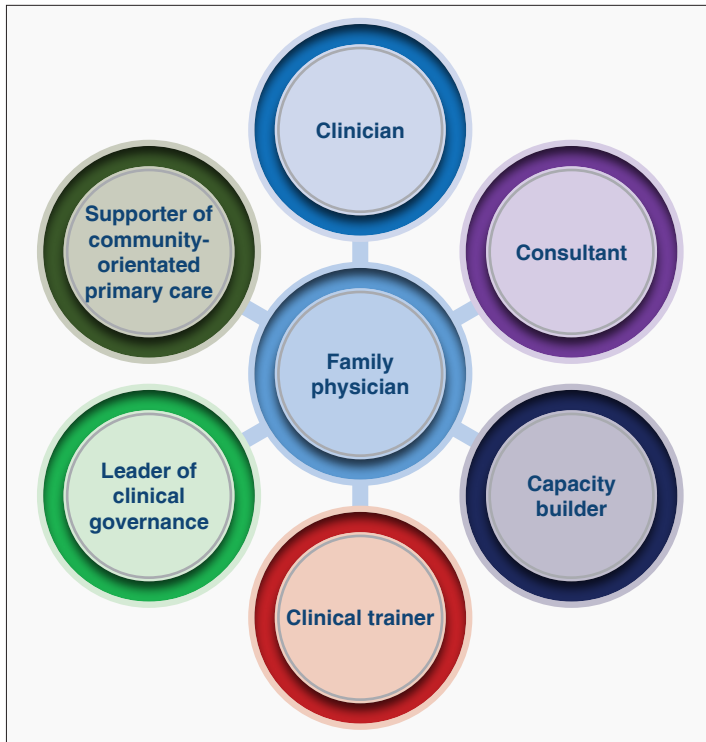 Clinician
Consultant
Capacity
builder
Clinical trainer
Leader of
clinical
governance
Supporter of
community-
orientated
primary care
Family
physician